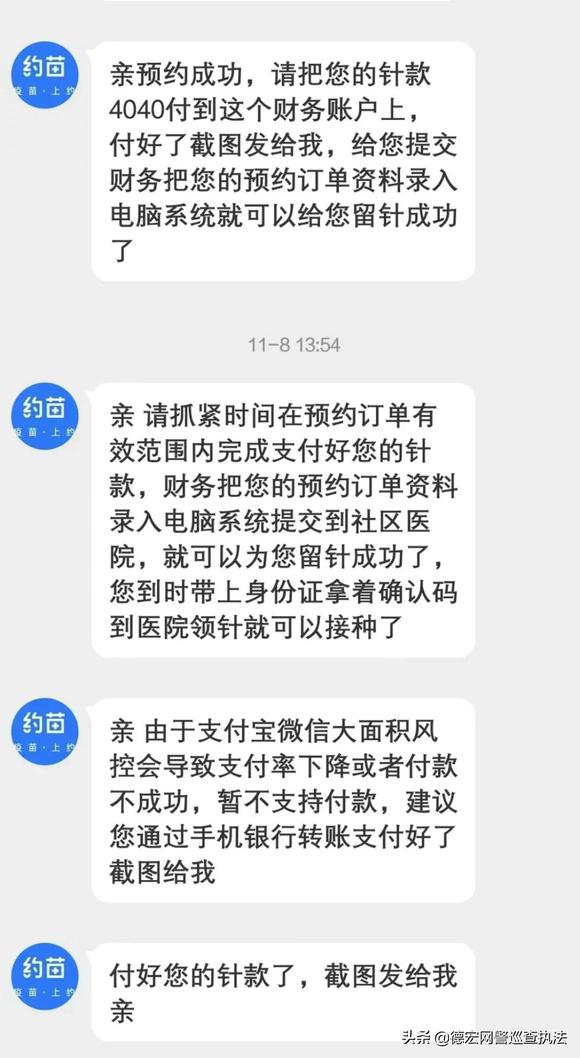 约苗
疫苗·上约
亲预约成功，请把您的针款
4040付到这个财务账户上，
付好了截图发给我，给您提交
财务把您的预约订单资料录入
电脑系统就可以给您留针成功
了
11-8 13:54
约苗
疫苗·上约
亲 请抓紧时间在预约订单有
效范围内完成支付好您的针
款，财务把您的预约订单资料
录入电脑系统提交到社区医
院，就可以为您留针成功了，
您到时带上身份证拿着确认码
到医院领针就可以接种了
约苗
疫苗·上约
亲 由于支付宝微信大面积风
控会导致支付率下降或者付款
不成功，暂不支持付款，建议
您通过手机银行转账支付好了
截图给我
约苗
疫苗·上约
付好您的针款了，截图发给我
亲
头条 @德宏网警巡查执法